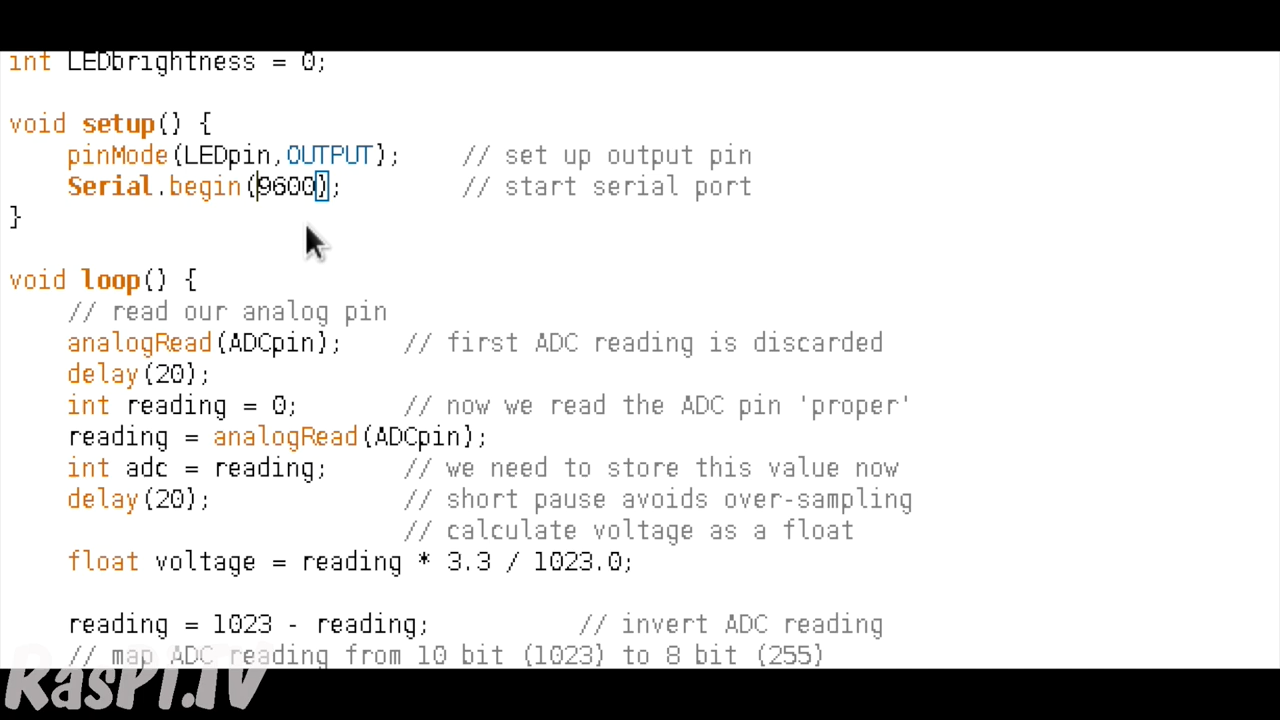 int LEDbrightness = 0;
void setup() {
pinMode(LEDpin,OUTPUT); // set up output pin
Serial.begin(9600); // start serial port
}
void loop() {
// read our analog pin
analogRead(ADCpin); // first ADC reading is discarded
delay(20);
int reading = 0; // now we read the ADC pin 'proper'
reading = analogRead(ADCpin);
int adc = reading; // we need to store this value now
delay(20); // short pause avoids over-sampling
// calculate voltage as a float
float voltage = reading * 3.3 / 1023.0;
reading = 1023 - reading; // invert ADC reading
// map ADC reading from 10 bit (1023) to 8 bit (255)
RasPi.TV